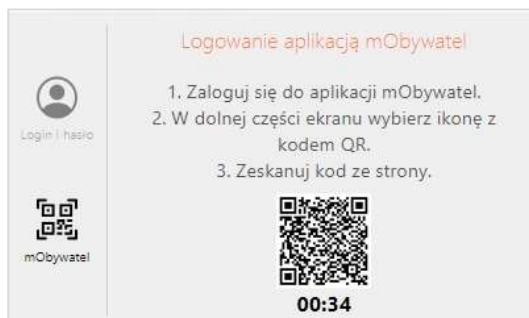 Logowanie aplikacją mObywatel
1. Zaloguj się do aplikacji mObywatel.
2. W dolnej części ekranu wybierz ikonę z
kodem QR.
3. Zeskanuj kod ze strony.
00:34
Login i hasło
mObywatel